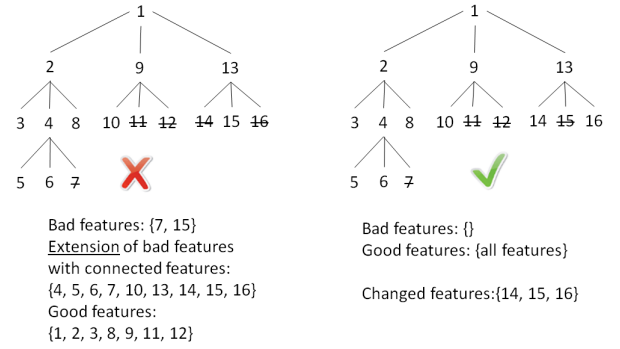 1
2 9 13
3 4 8 10 11 12 14 15 16
5 6 7
Bad features: {7, 15}
Extension of bad features
with connected features:
{4, 5, 6, 7, 10, 13, 14, 15, 16}
Good features:
{1, 2, 3, 8, 9, 11, 12}
1
2 9 13
3 4 8 10 11 12 14 15 16
5 6 7
Bad features: {}
Good features: {all features}
Changed features:{14, 15, 16}